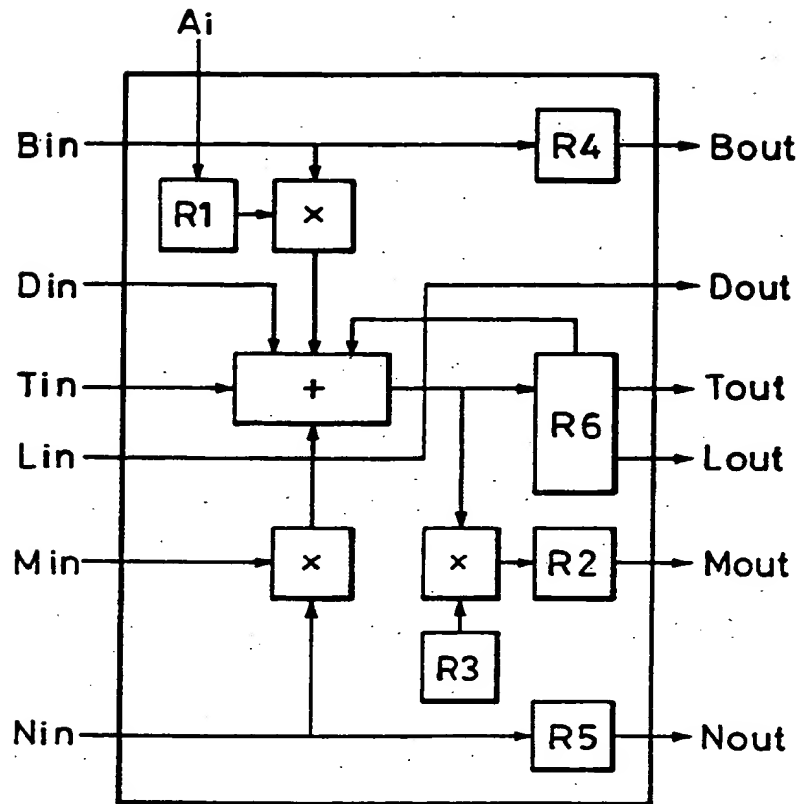 Ai
Bin R4 Bout
R1 ×
Din Dout
Tin + Tout
R6
Lin Lout
Min × × R2 Mout
R3
Nin R5 Nout